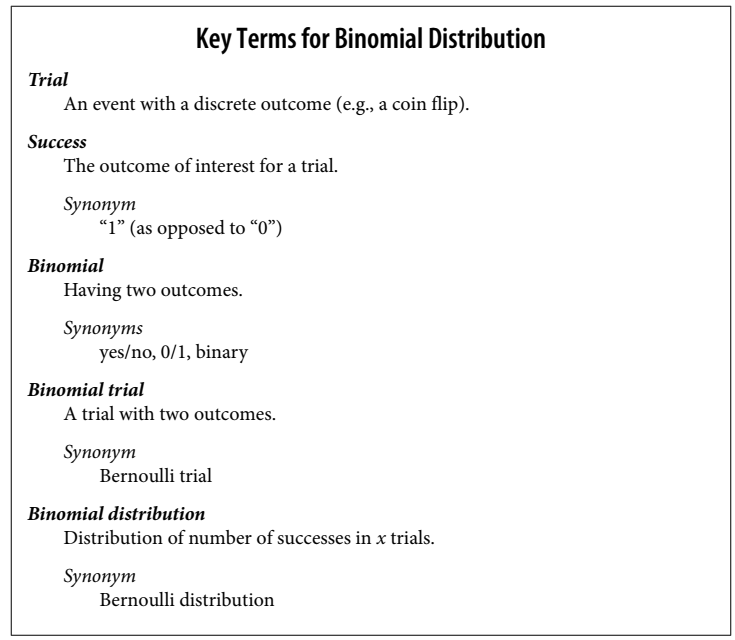 Key Terms for Binomial Distribution
Trial
An event with a discrete outcome (e.g., a coin flip).
Success
The outcome of interest for a trial.
Synonym
“1” (as opposed to “0”)
Binomial
Having two outcomes.
Synonyms
yes/no, 0/1, binary
Binomial trial
A trial with two outcomes.
Synonym
Bernoulli trial
Binomial distribution
Distribution of number of successes in x trials.
Synonym
Bernoulli distribution